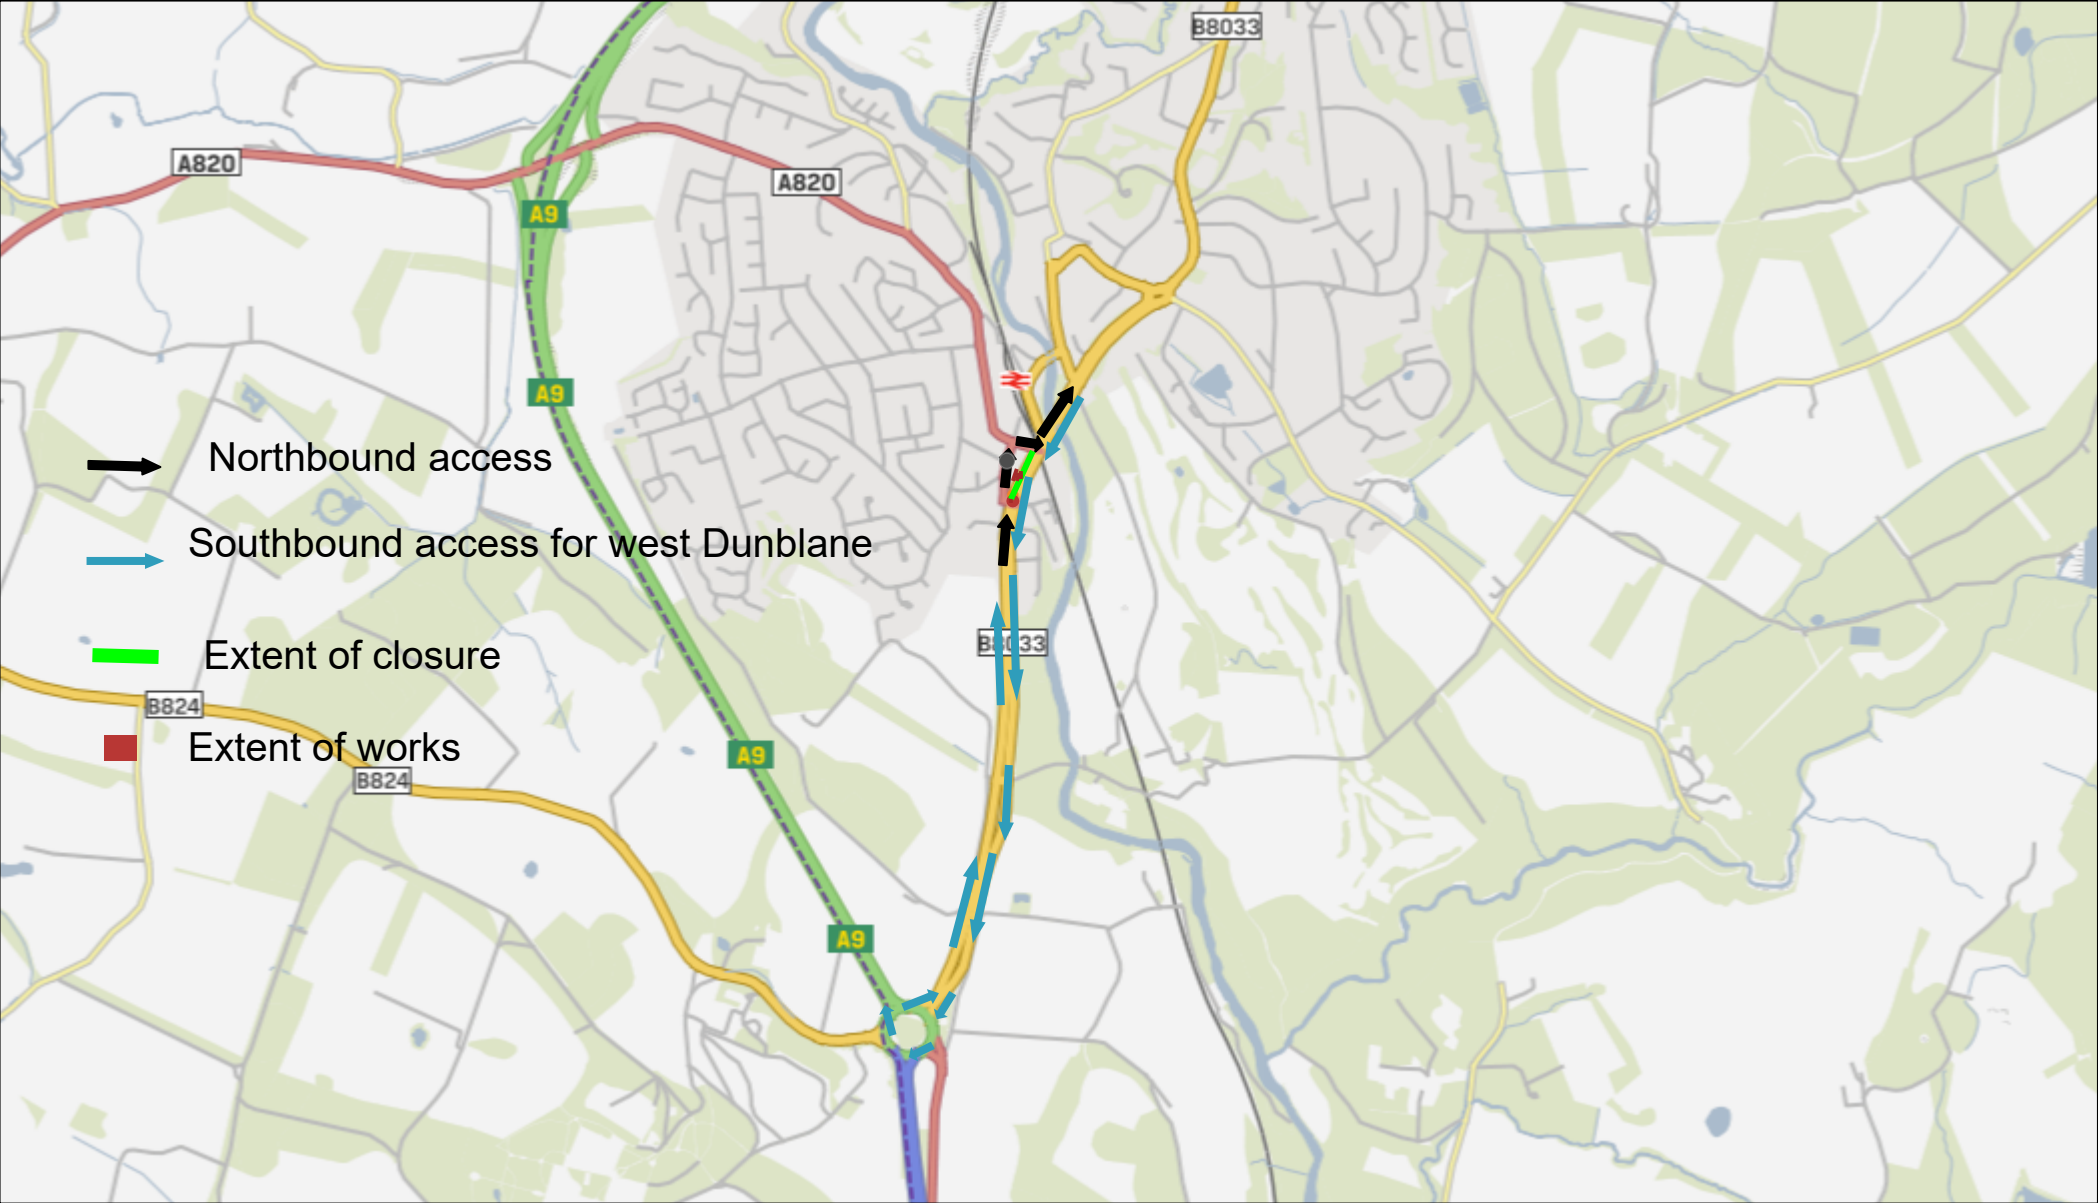 B8033
A820
A820
A9
A9
Northbound access
Southbound access for west Dunblane
B8033
Extent of closure
B824
Extent of works
A9
B824
A9